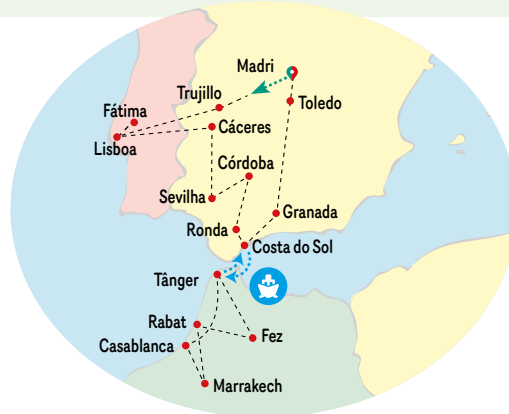 Madri
Trujillo
Toledo
Fátima
Cáceres
Lisboa
Córdoba
Sevilha
Granada
Ronda
Costa do Sol
Tânger
Rabat
Fez
Casablanca
Marrakech